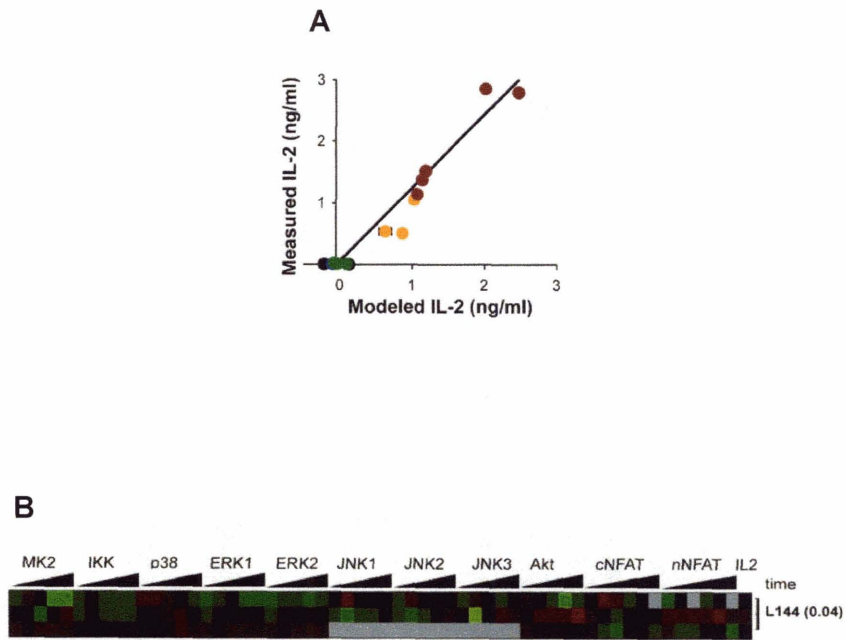 A
3
2
1
Measured IL-2 (ng/ml)
0 1 2 3
Modeled IL-2 (ng/ml)
B
MK2 IKK p38 ERK1 ERK2 JNK1 JNK2 JNK3 Akt cNFAT nNFAT IL2
time
L144 (0.04)